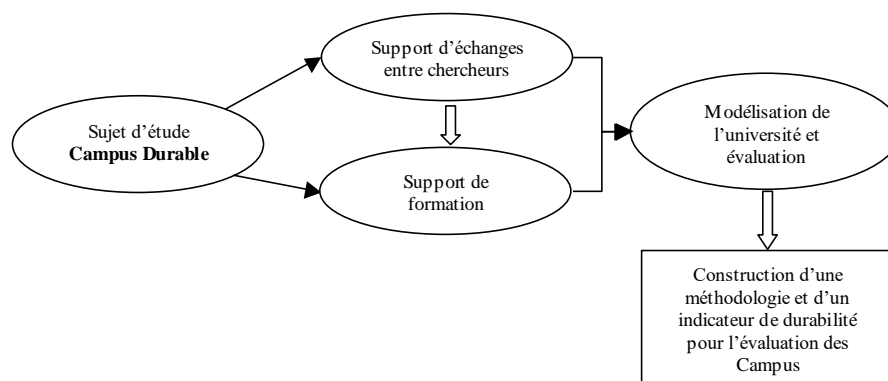 Support d’échanges
entre chercheurs
Sujet d’étude
Campus Durable
Support de
formation
Modélisation de
l’université et
évaluation
Construction d’une
méthodologie et d’un
indicateur de durabilité
pour l’évaluation des
Campus